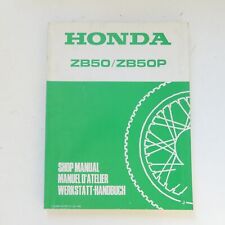 HONDA
ZB50/ZB50P
SHOP MANUAL
MANUEL D'ATELIER
WERKSTATT-HANDBUCH